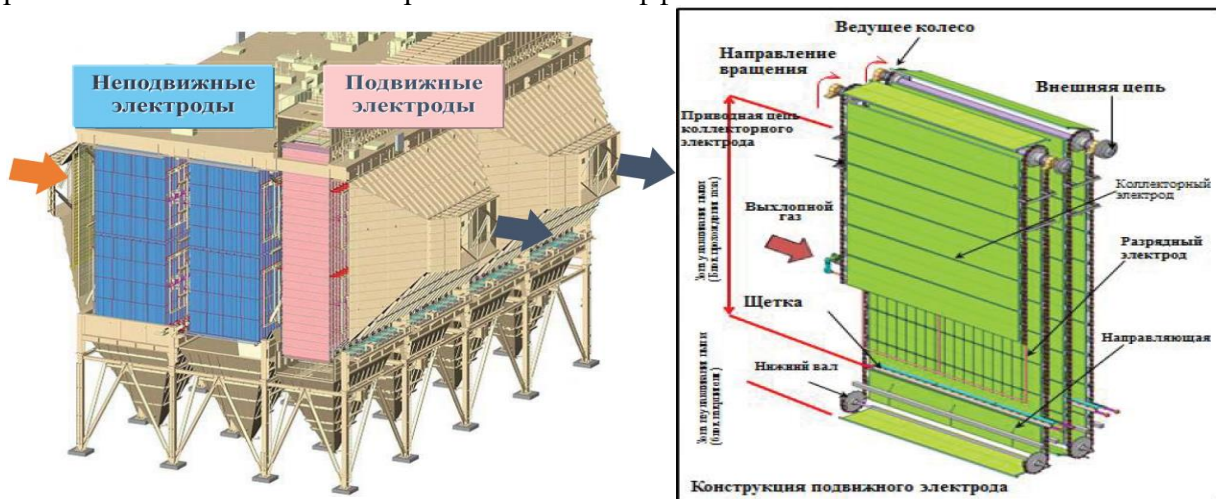 Неподвижные
электроды
Подвижные
электроды
Ведущее колесо
Направление
вращения
Внешняя цепь
Приводная цепь
коллекторного
электрода
Коллекторный
электрод
Выхлопной
газ
Разрядный
электрод
Щетка
Направляющая
Нижний вал
Конструкция подвижного электрода